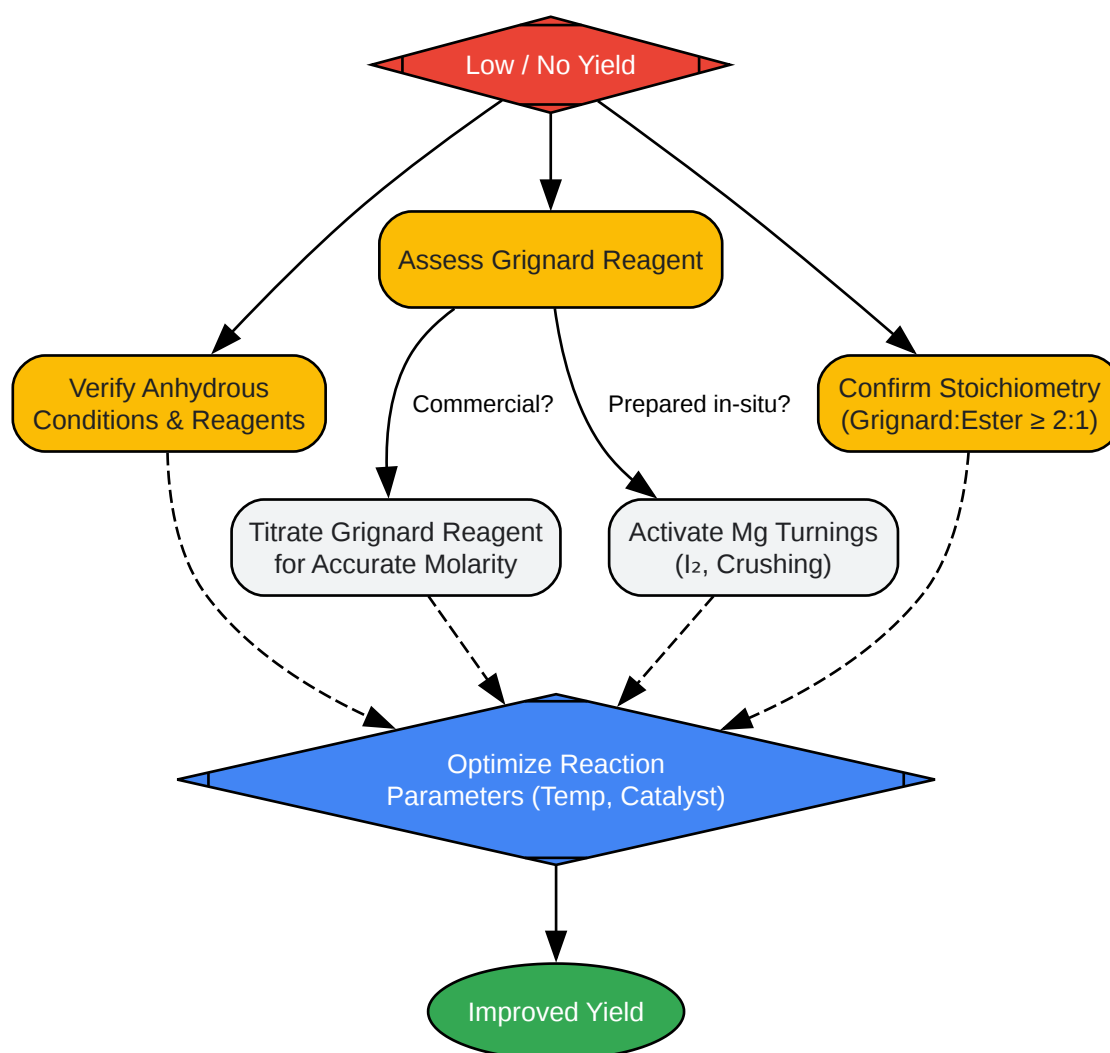 Low / No Yield
Assess Grignard Reagent
Verify Anhydrous
Conditions & Reagents
Commercial?
Prepared in-situ?
Confirm Stoichiometry
(Grignard:Ester ≥ 2:1)
Titrate Grignard Reagent
for Accurate Molarity
Activate Mg Turnings
(I₂, Crushing)
Optimize Reaction
Parameters (Temp, Catalyst)
Improved Yield